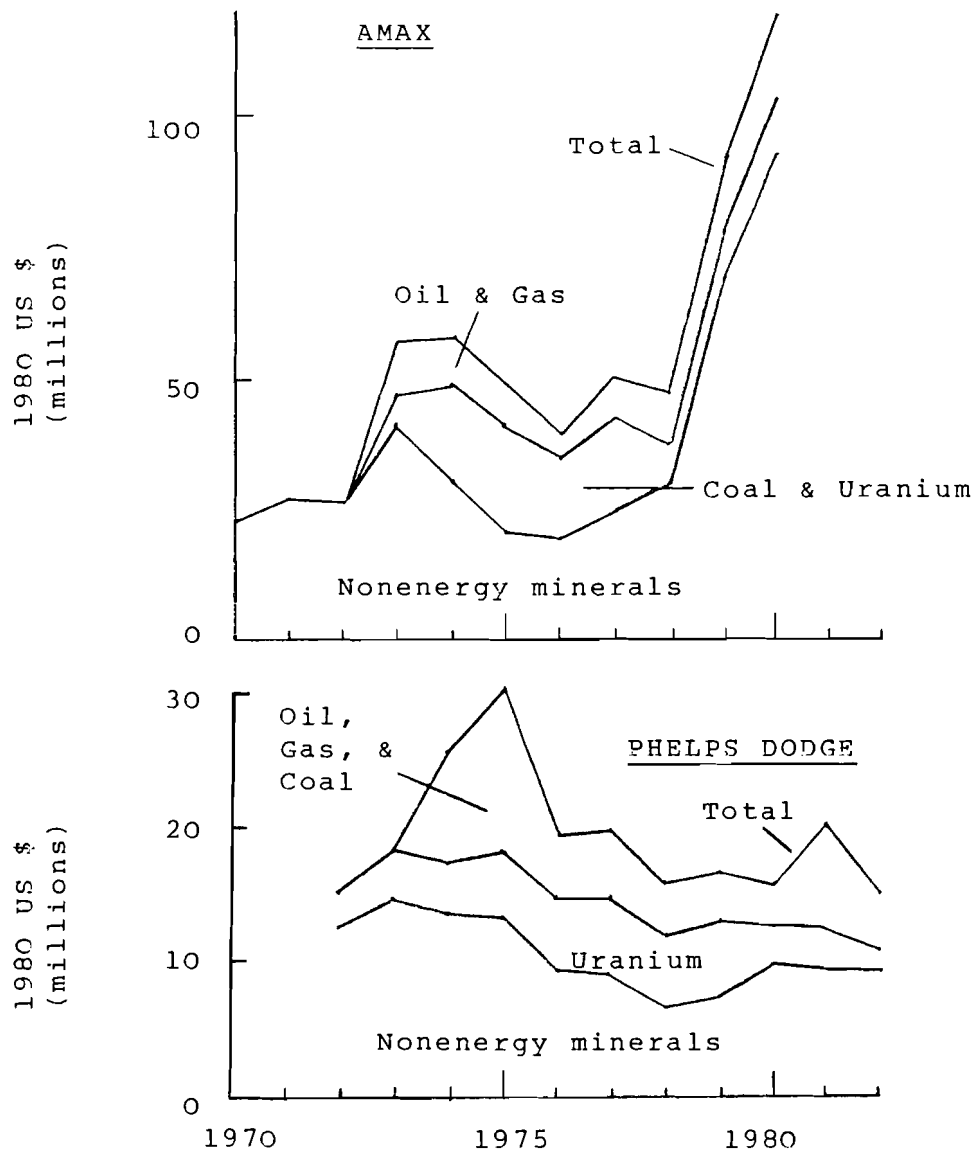 AMAX
100
Total
Oil & Gas
50
Coal & Uranium
Nonenergy minerals
0
1980 US $
(millions)
30
Oil,
Gas, &
Coal
PHELPS DODGE
Total
20
Uranium
10
Nonenergy minerals
0
1980 US $
(millions)
1970 1975 1980